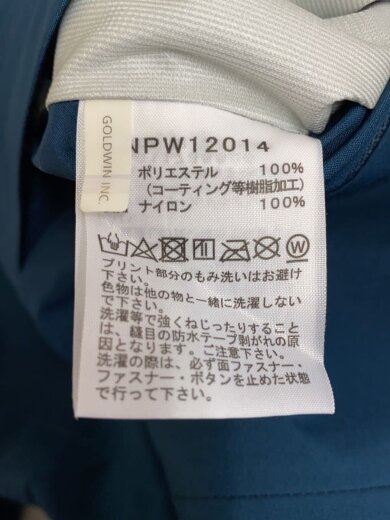 GOLDWIN INC.
NPW12014
ポリエステル 100%
(コーティング等樹脂加工)
ナイロン 100%
プリント部分のもみ洗いはお避け
下さい。
色物は他の物と一緒に洗濯しない
で下さい。
洗濯等で強くねじったりすること
は、縫目の防水テープ剥がれの原
因となります。ご注意下さい。
洗濯の際は、必ず面ファスナー・
ファスナー・ボタンを止めた状態
で行って下さい。